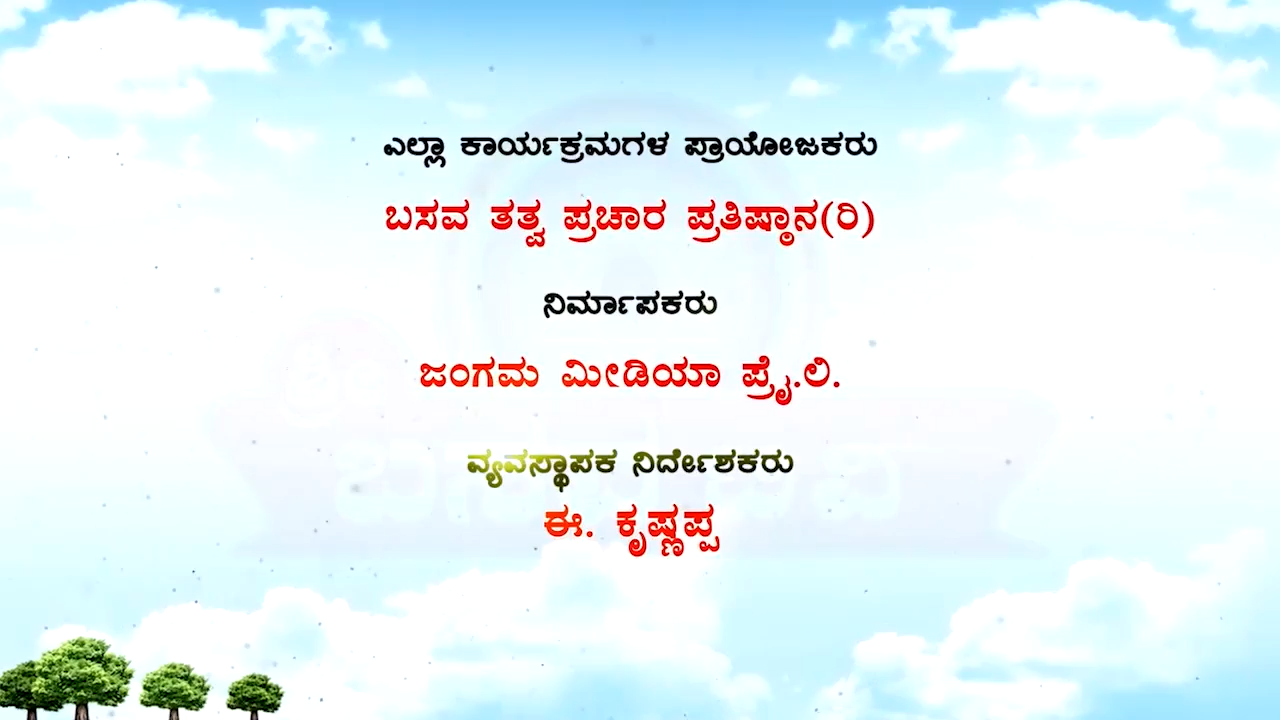 ಎಲ್ಲಾ ಕಾರ್ಯಕ್ರಮಗಳ ಪ್ರಾಯೋಜಕರು
ಬಸವ ತತ್ವ ಪ್ರಚಾರ ಪ್ರತಿಷ್ಠಾನ(ರಿ)
ನಿರ್ಮಾಪಕರು
ಜಂಗಮ ಮೀಡಿಯಾ ಪ್ರೈ.ಲಿ.
ವ್ಯವಸ್ಥಾಪಕ ನಿರ್ದೇಶಕರು
ಈ. ಕೃಷ್ಣಪ್ಪ